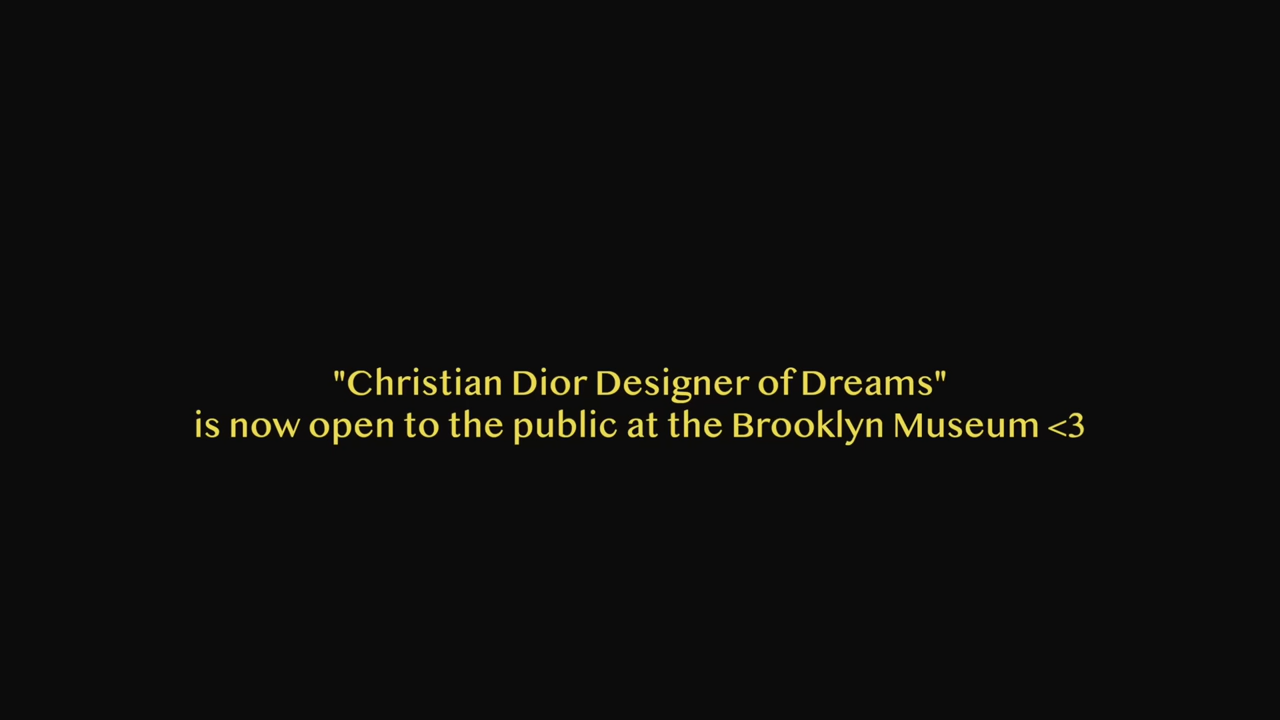 "Christian Dior Designer of Dreams"
is now open to the public at the Brooklyn Museum <3